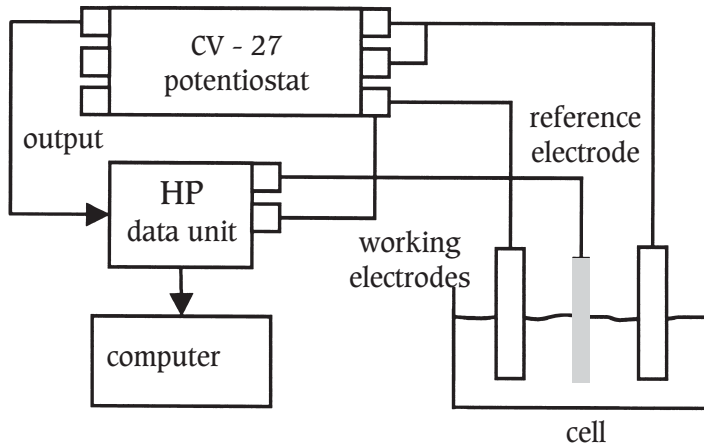 CV - 27
potentiostat
output
reference
electrode
HP
data unit
working
electrodes
computer
cell